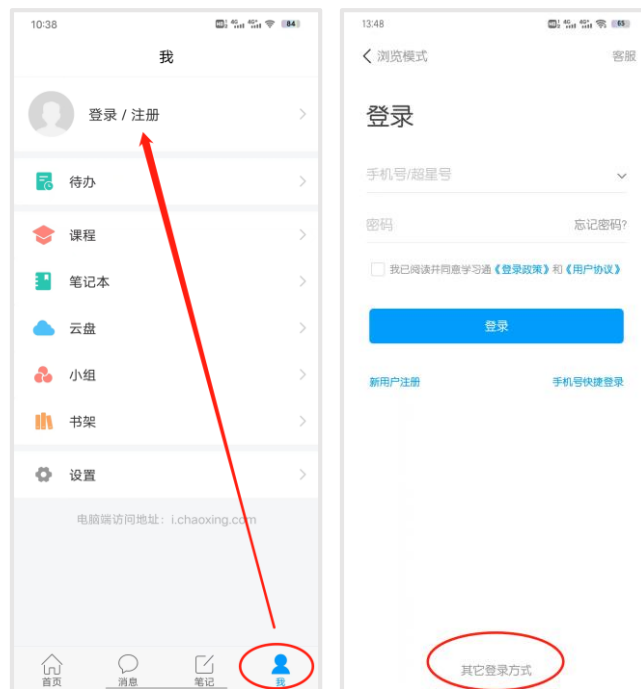 10:38
84
我
登录 / 注册
待办
课程
笔记本
云盘
小组
书架
设置
电脑端访问地址：i.chaoxing.com
首页
消息
笔记
我
13:48
65
浏览模式
客服
登录
手机号/超星号
密码
忘记密码?
我已阅读并同意学习通《登录政策》和《用户协议》
登录
新用户注册
手机号快捷登录
其它登录方式